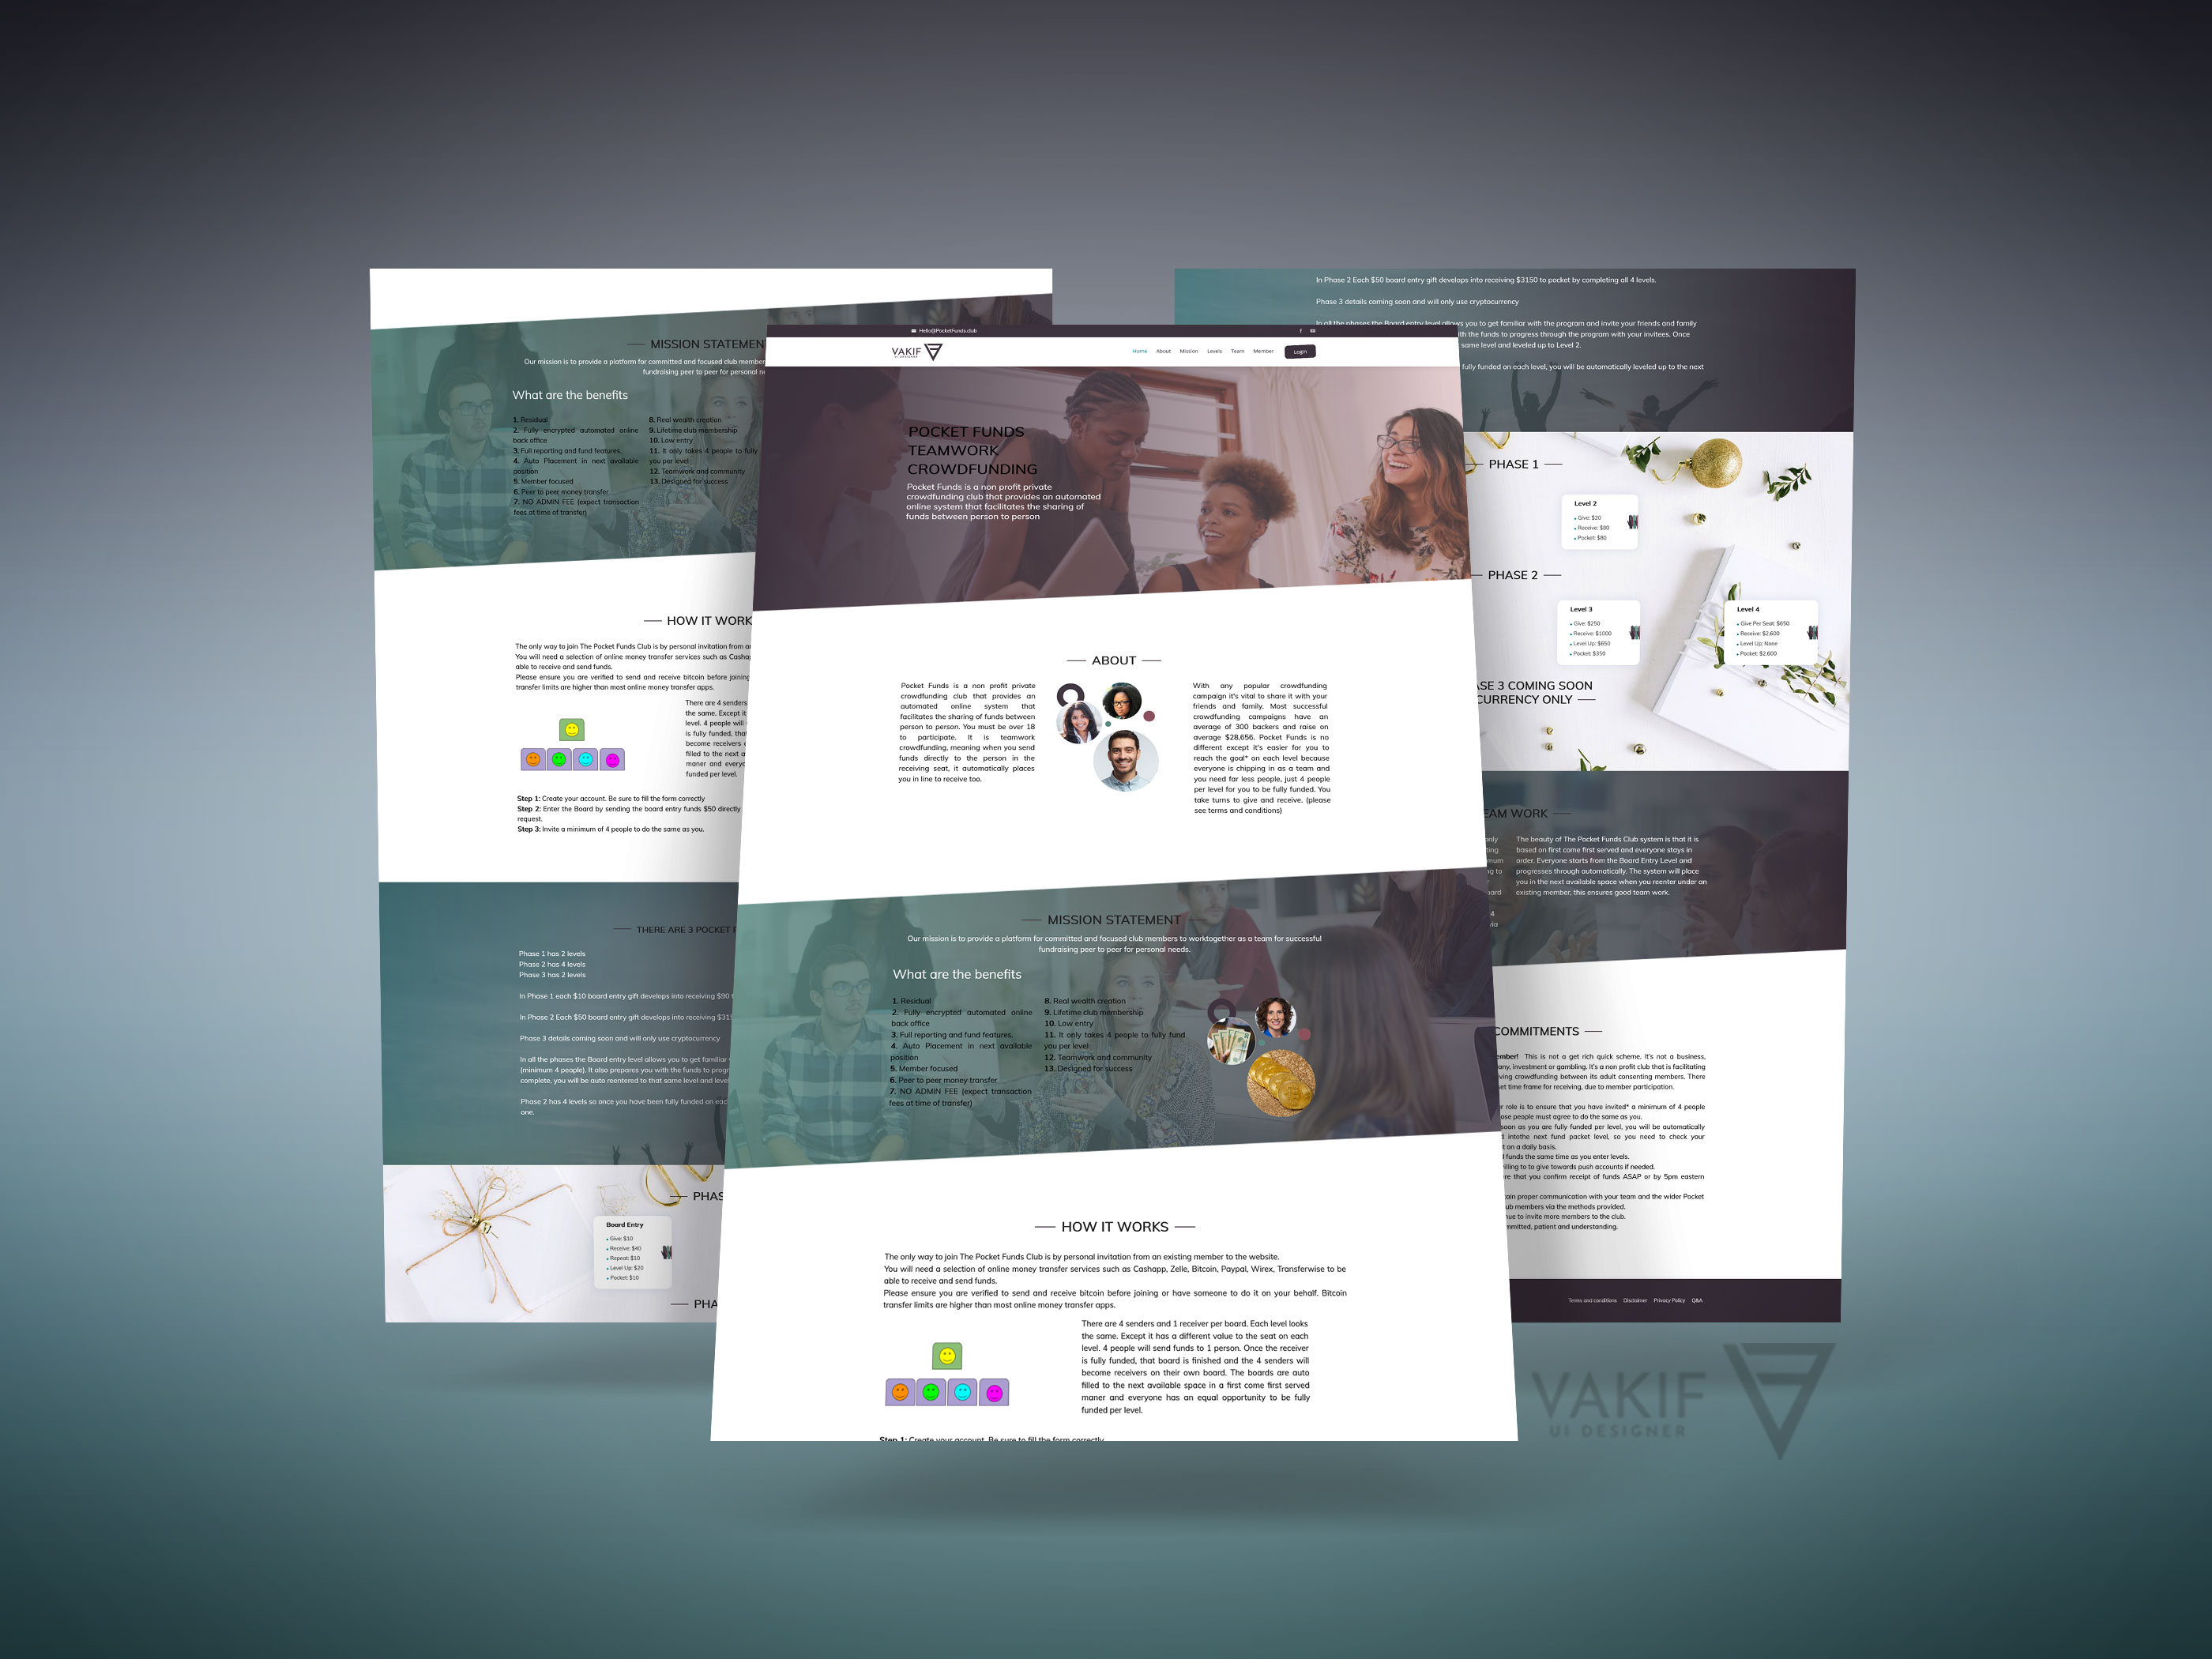 MISSION STATEMENT
Our mission is to provide a platform for committed and focused club
fundraising peer to peer for personal
What are the benefits
1. Residual
2. Fully encrypted automated online
back office
3. Full reporting and fund features.
4. Auto Placement in next available
position
5. Member focused
6. Peer to peer money transfer
7. NO ADMIN FEE (expect transaction
fees at time of transfer)
8. Real wealth creation
9. Lifetime club membership
10. Low entry
11. It only takes 4 people to fully
you per level
12. Teamwork and community
13. Designed for success
HOW IT
The only way to join The Pocket Funds Club is by personal invitation from
You will need a selection of online money transfer services such as
able to receive and send funds.
Please ensure you are verified to send and receive bitcoin before joining
transfer limits are higher than most online money transfer apps.
There are 4 senders
the same. Except it
level. 4 people will
is fully funded, that
become receivers
filled to the next
maner and
funded per level.
Step 1: Create your account. Be sure to fill the form correctly
Step 2: Enter the Board by sending the board entry funds $50 directly
request.
Step 3: Invite a minimum of 4 people to do the same as you.
THERE ARE 3 POCKET
Phase 1 has 2 levels
Phase 2 has 4 levels
Phase 3 has 2 levels
In Phase 1 each $10 board entry gift develops into receiving $90
In Phase 2 Each $50 board entry gift develops into receiving
Phase 3 details coming soon and will only use cryptocurrency
In all the phases the Board entry level allows you to get familiar
(minimum 4 people). It also prepares you with the funds to
complete, you will be auto reentered to that same level and
Phase 2 has 4 levels so once you have been fully funded on
one.
Board Entry
Give: $10
Receive: $40
Repeat: $10
Level Up: $20
Pocket: $10
Hello@PocketFunds.club
VAKIF
UI DESIGNER
Home About Mission Levels Team Member Login
POCKET FUNDS
TEAMWORK
CROWDFUNDING
Pocket Funds is a non profit private
crowdfunding club that provides an automated
online system that facilitates the sharing of
funds between person to person
ABOUT
Pocket Funds is a non profit private
crowdfunding club that provides an
automated online system that
facilitates the sharing of funds between
person to person. You must be over 18
to participate. It is teamwork
crowdfunding, meaning when you send
funds directly to the person in the
receiving seat, it automatically places
you in line to receive too.
With any popular crowdfunding
campaign it's vital to share it with your
friends and family. Most successful
crowdfunding campaigns have an
average of 300 backers and raise on
average $28,656. Pocket Funds is no
different except it's easier for you to
reach the goal* on each level because
everyone is chipping in as a team and
you need far less people, just 4 people
per level for you to be fully funded. You
take turns to give and receive. (please
see terms and conditions)
MISSION STATEMENT
Our mission is to provide a platform for committed and focused club members to worktogether as a team for successful
fundraising peer to peer for personal needs.
What are the benefits
1. Residual
2. Fully encrypted automated online
back office
3. Full reporting and fund features.
4. Auto Placement in next available
position
5. Member focused
6. Peer to peer money transfer
7. NO ADMIN FEE (expect transaction
fees at time of transfer)
8. Real wealth creation
9. Lifetime club membership
10. Low entry
11. It only takes 4 people to fully fund
you per level
12. Teamwork and community
13. Designed for success
HOW IT WORKS
The only way to join The Pocket Funds Club is by personal invitation from an existing member to the website.
You will need a selection of online money transfer services such as Cashapp, Zelle, Bitcoin, Paypal, Wirex, Transferwise to be
able to receive and send funds.
Please ensure you are verified to send and receive bitcoin before joining or have someone to do it on your behalf. Bitcoin
transfer limits are higher than most online money transfer apps.
There are 4 senders and 1 receiver per board. Each level looks
the same. Except it has a different value to the seat on each
level. 4 people will send funds to 1 person. Once the receiver
is fully funded, that board is finished and the 4 senders will
become receivers on their own board. The boards are auto
filled to the next available space in a first come first served
maner and everyone has an equal opportunity to be fully
funded per level.
Step 1: Create your account. Be sure to fill the form correctly
In Phase 2 Each $50 board entry gift develops into receiving $3150 to pocket by completing all 4 levels.
Phase 3 details coming soon and will only use cryptocurrency
In all the phases the Board entry level allows you to get familiar with the program and invite your friends and family
the funds to progress through the program with your invitees. Once
same level and leveled up to Level 2.
fully funded on each level, you will be automatically leveled up to the next
PHASE 1
Level 2
Give: $20
Receive: $80
Pocket: $80
PHASE 2
Level 3
Give: $250
Receive: $1000
Level Up: $650
Pocket: $350
Level 4
Give Per Seat: $650
Receive: $2,600
Level Up: None
Pocket: $2,600
3 COMING SOON
ONLY
WORK
The beauty of The Pocket Funds Club system is that it is
based on first come first served and everyone stays in
order. Everyone starts from the Board Entry Level and
progresses through automatically. The system will place
you in the next available space when you reenter under an
existing member, this ensures good team work.
COMMITMENTS
This is not a get rich quick scheme. It's not a business,
investment or gambling. It's a non profit club that is facilitating
crowdfunding between its adult consenting members. There
time frame for receiving, due to member participation.
role is to ensure that you have invited* a minimum of 4 people
people must agree to do the same as you.
soon as you are fully funded per level, you will be automatically
intothe next fund packet level, so you need to check your
on a daily basis.
funds the same time as you enter levels.
to to give towards push accounts if needed.
that you confirm receipt of funds ASAP or by 5pm eastern
proper communication with your team and the wider Pocket
members via the methods provided.
to invite more members to the club.
patient and understanding.
Terms and conditions Disclaimer Privacy Policy Q&A
VAKIF
UI DESIGNER